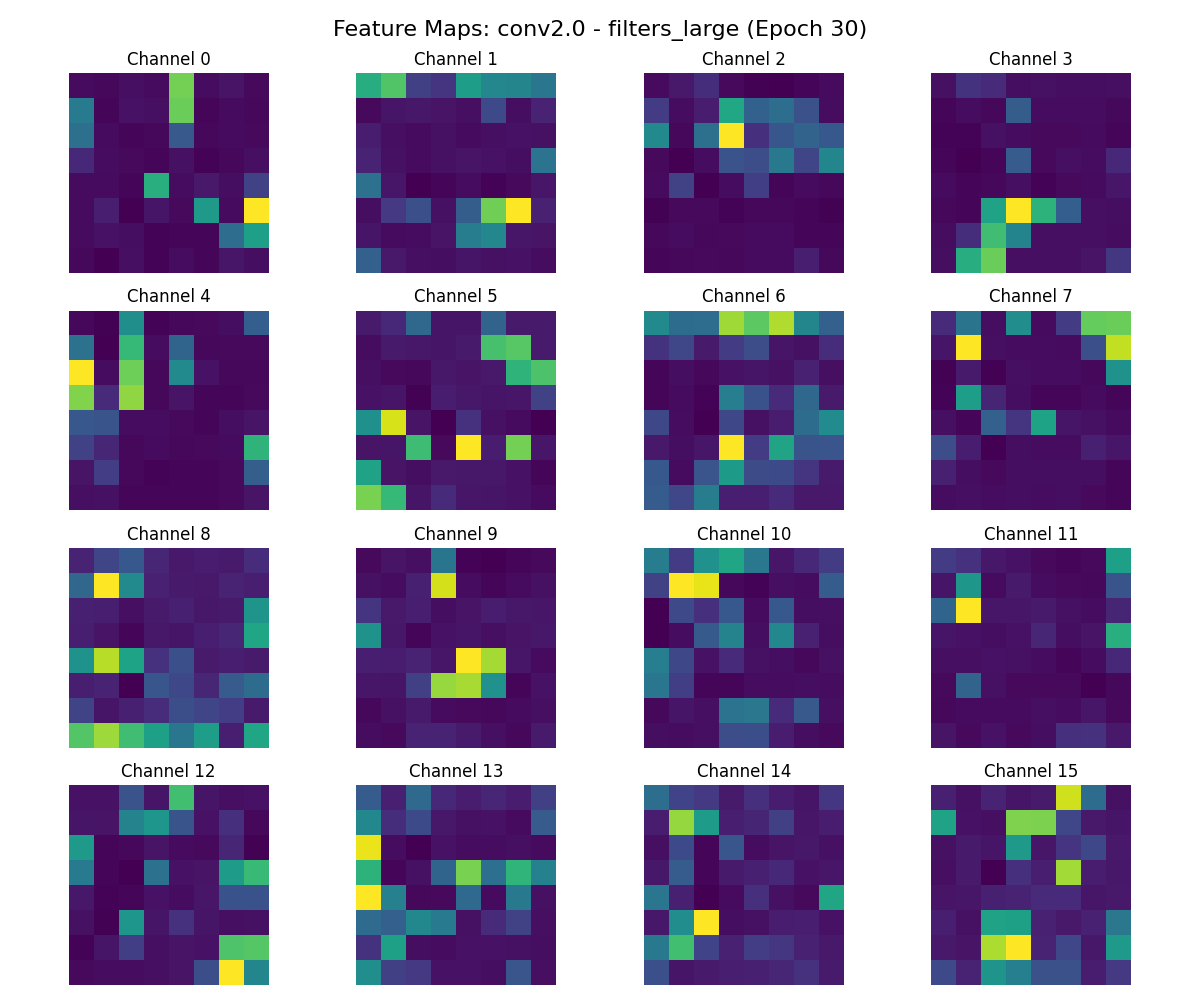 Feature Maps: conv2.0 - filters_large (Epoch 30)
Channel 0
Channel 1
Channel 2
Channel 3
Channel 4
Channel 5
Channel 6
Channel 7
Channel 8
Channel 9
Channel 10
Channel 11
Channel 12
Channel 13
Channel 14
Channel 15